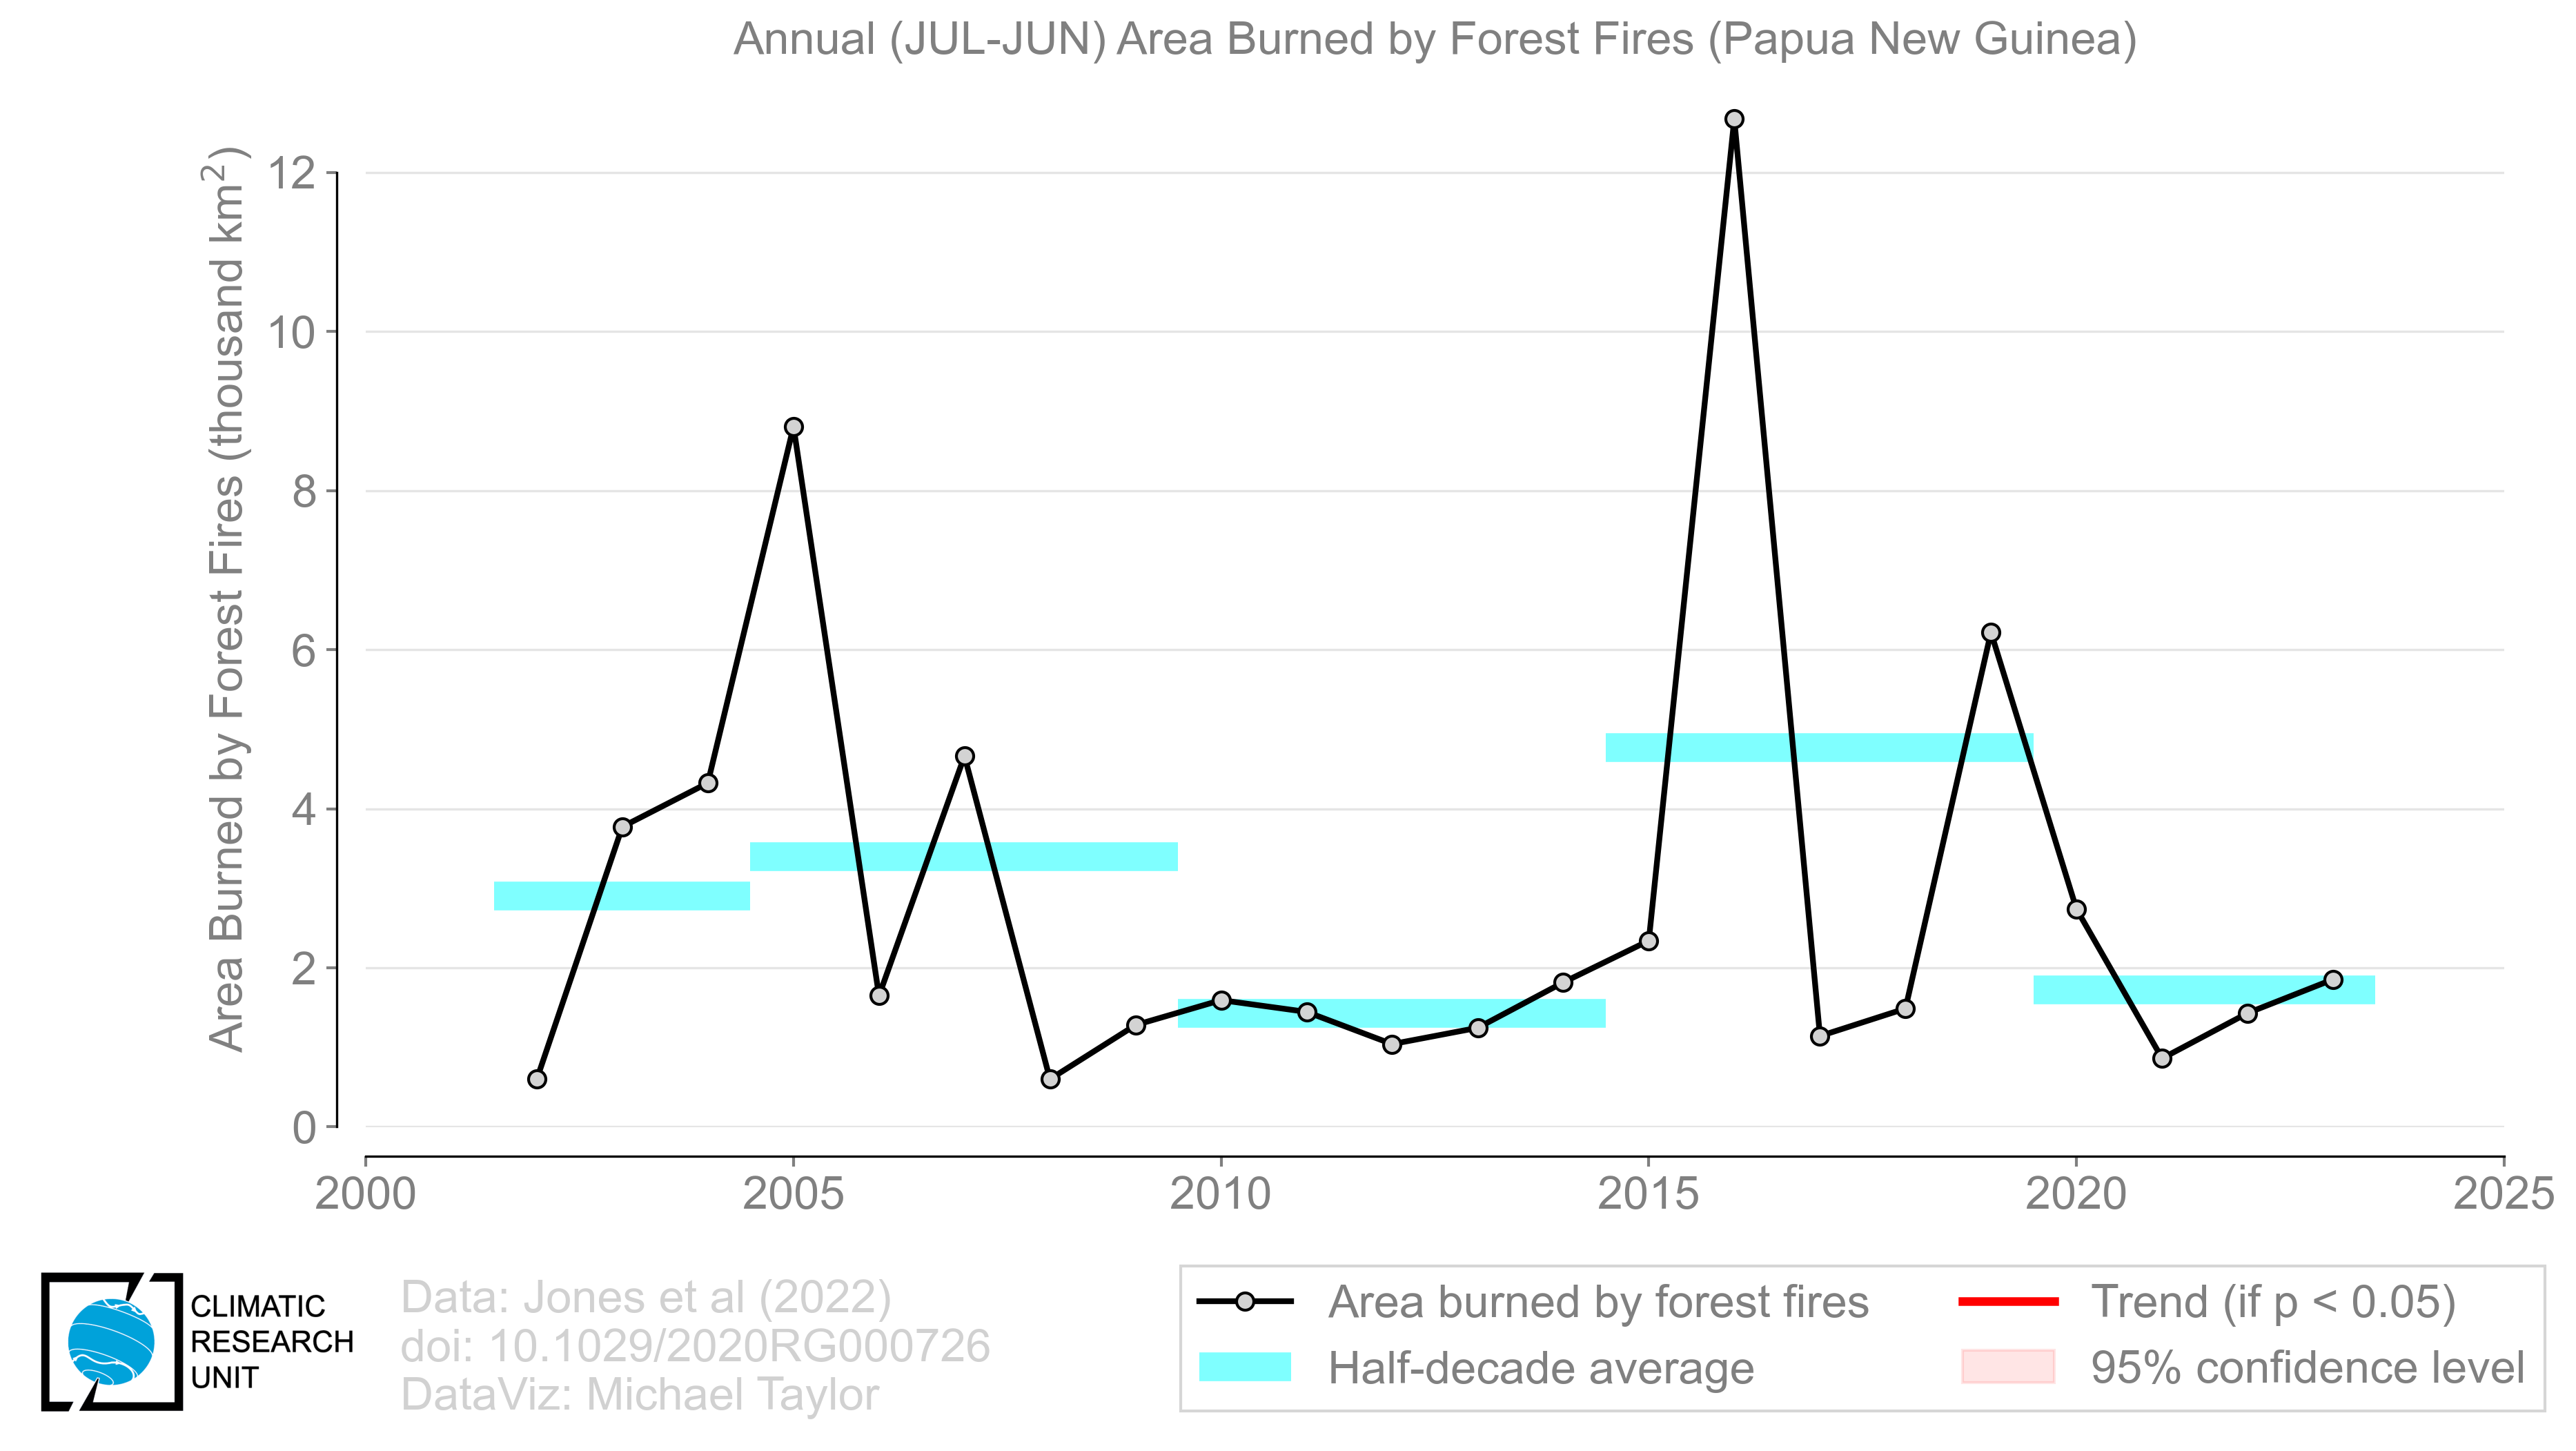 Annual (JUL-JUN) Area Burned by Forest Fires (Papua New Guinea)
Area Burned by Forest Fires (thousand km²)
12
10
8
6
4
2
0
2000 2005 2010 2015 2020 2025
CLIMATIC
RESEARCH
UNIT
Data: Jones et al (2022)
doi: 10.1029/2020RG000726
DataViz: Michael Taylor
Area burned by forest fires
Half-decade average
Trend (if p < 0.05)
95% confidence level